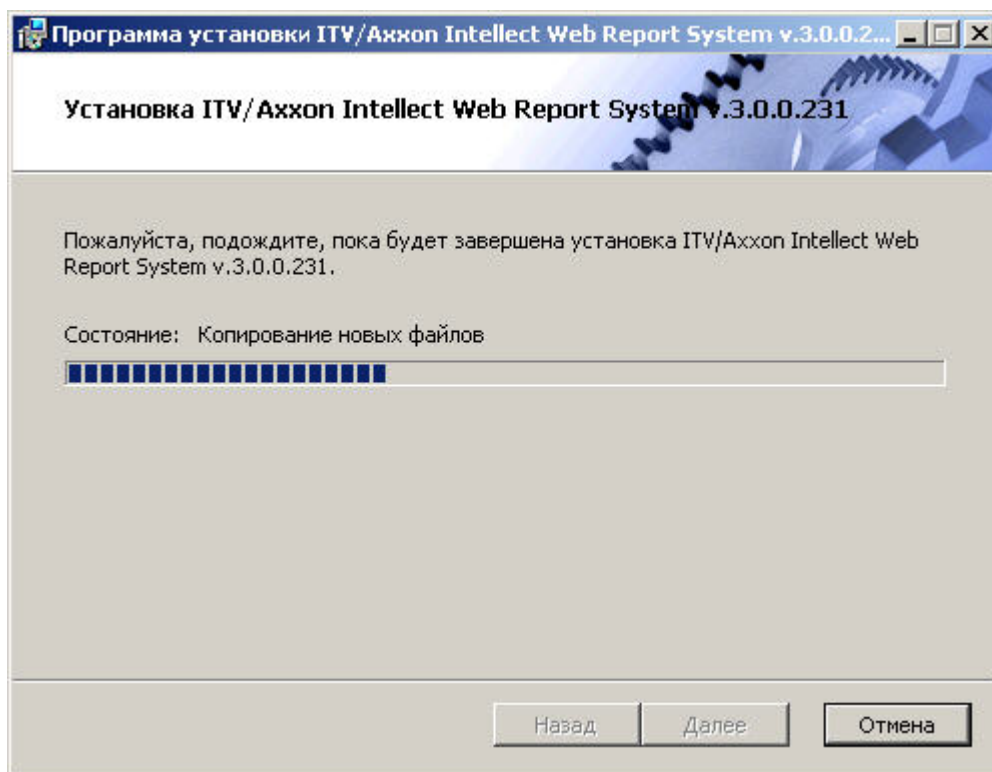 Программа установки ITV/Axxon Intellect Web Report System v.3.0.0.2...
Установка ITV/Axxon Intellect Web Report System v.3.0.0.231
Пожалуйста, подождите, пока будет завершена установка ITV/Axxon Intellect Web
Report System v.3.0.0.231.
Состояние: Копирование новых файлов
Назад Далее Отмена